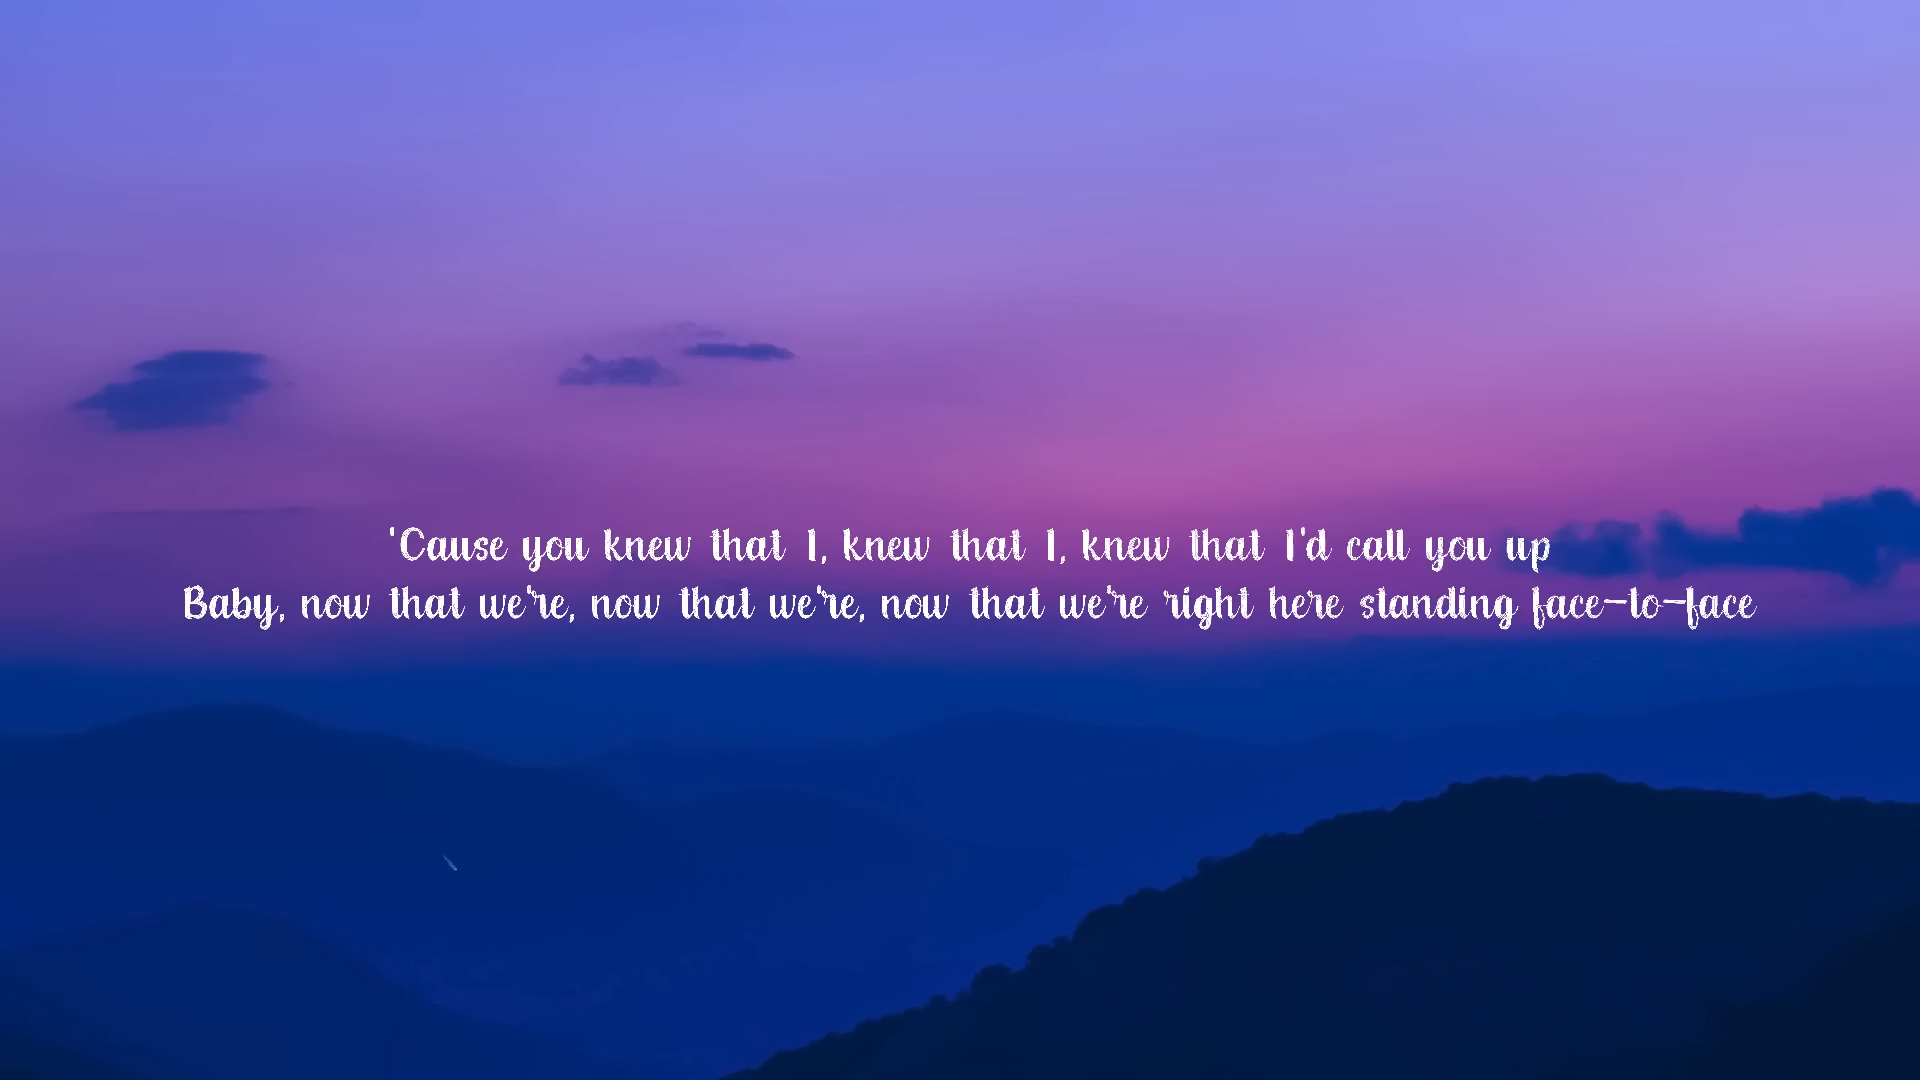 'Cause you knew that I, knew that I, knew that I'd call you up
Baby, now that we're, now that we're, now that we're right here standing face-to-face